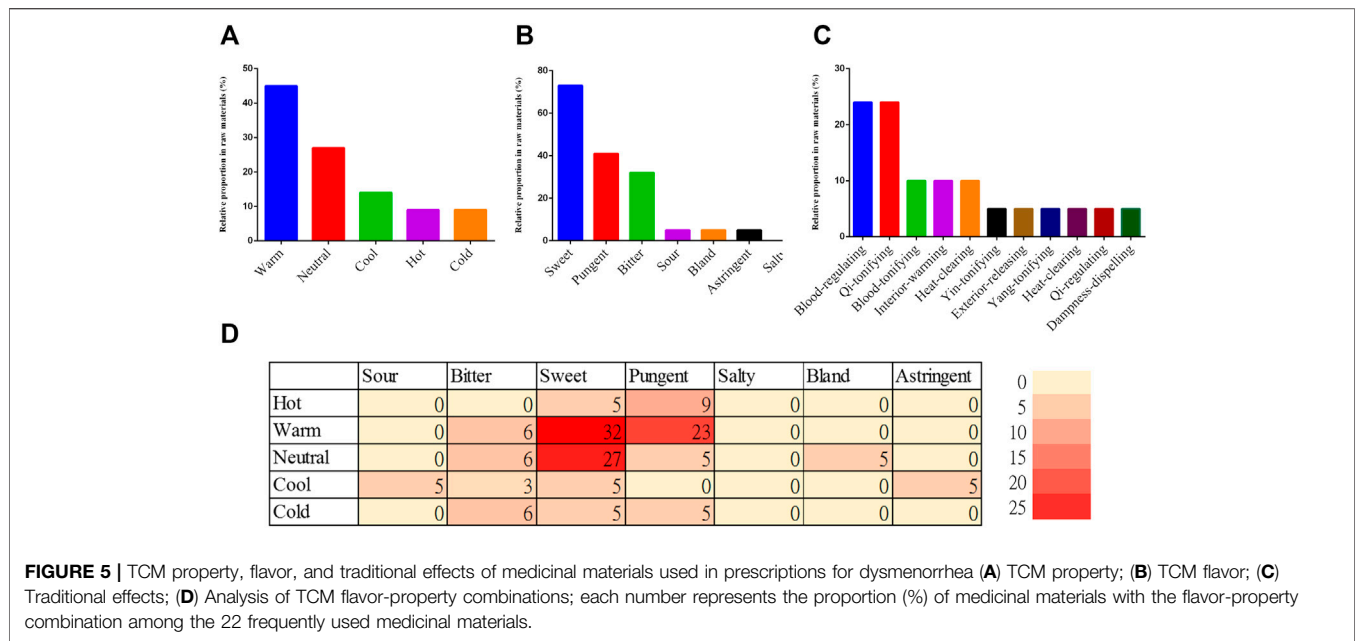 A
Relative proportion in raw materials (%)
50
40
30
20
10
0
Warm
Neutral
Cool
Hot
Cold
B
Relative proportion in raw materials (%)
80
60
40
20
0
Sweet
Pungent
Bitter
Sour
Bland
Astringent
Salty
C
Relative proportion in raw materials (%)
30
20
10
0
Blood-regulating
Qi-tonifying
Blood-tonifying
Interior-warming
Heat-clearing
Yin-tonifying
Exterior-releasing
Yang-tonifying
Heat-clearing
Qi-regulating
Dampness-dispelling
D
Sour Bitter Sweet Pungent Salty Bland Astringent
Hot 0 0 5 9 0 0 0
Warm 0 6 32 23 0 0 0
Neutral 0 6 27 5 0 5 0
Cool 5 3 5 0 0 0 5
Cold 0 6 5 5 0 0 0
0
5
10
15
20
25
FIGURE 5 | TCM property, flavor, and traditional effects of medicinal materials used in prescriptions for dysmenorrhea (A) TCM property; (B) TCM flavor; (C)
Traditional effects; (D) Analysis of TCM flavor-property combinations; each number represents the proportion (%) of medicinal materials with the flavor-property
combination among the 22 frequently used medicinal materials.